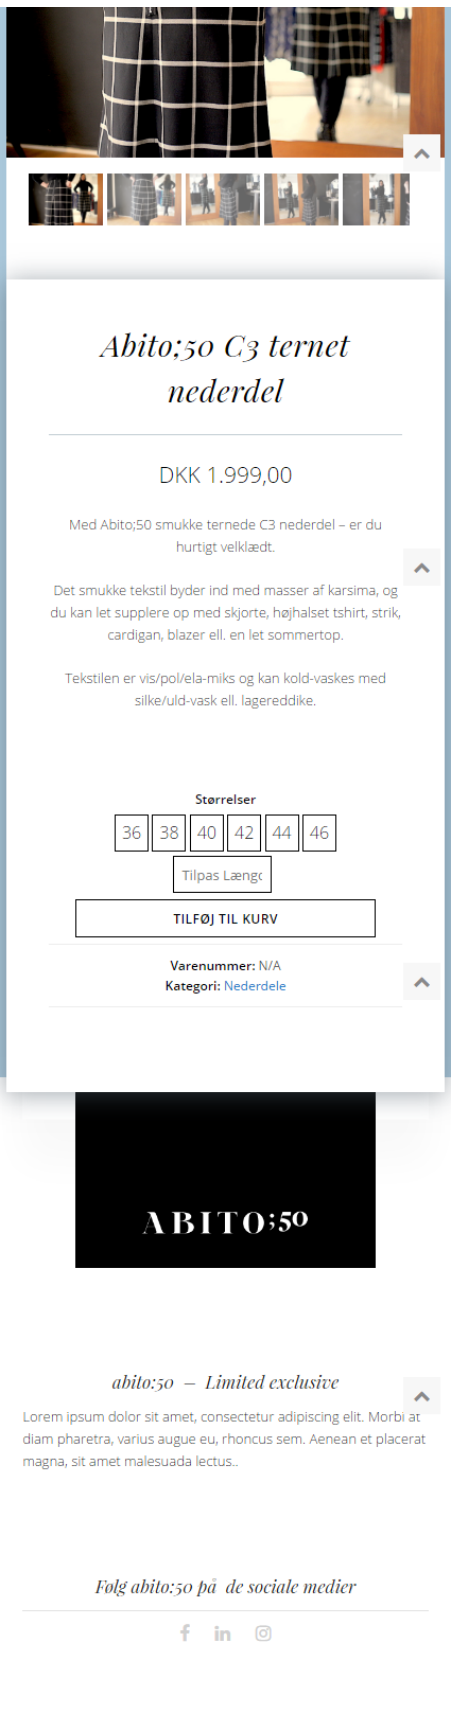 Abito;50 C3 ternet
nederdel
DKK 1.999,00
Med Abito;50 smukke ternede C3 nederdel – er du
hurtigt velklædt.
Det smukke tekstil byder ind med masser af karsima, og
du kan let supplere op med skjorte, højhalset tshirt, strik,
cardigan, blazer ell. en let sommertop.
Tekstilen er vis/pol/ela-miks og kan kold-vaskes med
silke/uld-vask ell. lagereddike.
Størrelser
36 38 40 42 44 46
Tilpas Længd
TILFØJ TIL KURV
Varenummer: N/A
Kategori: Nederdele
ABITO;50
abito:50 – Limited exclusive
Lorem ipsum dolor sit amet, consectetur adipiscing elit. Morbi at
diam pharetra, varius augue eu, rhoncus sem. Aenean et placerat
magna, sit amet malesuada lectus..
Følg abito:50 på de sociale medier